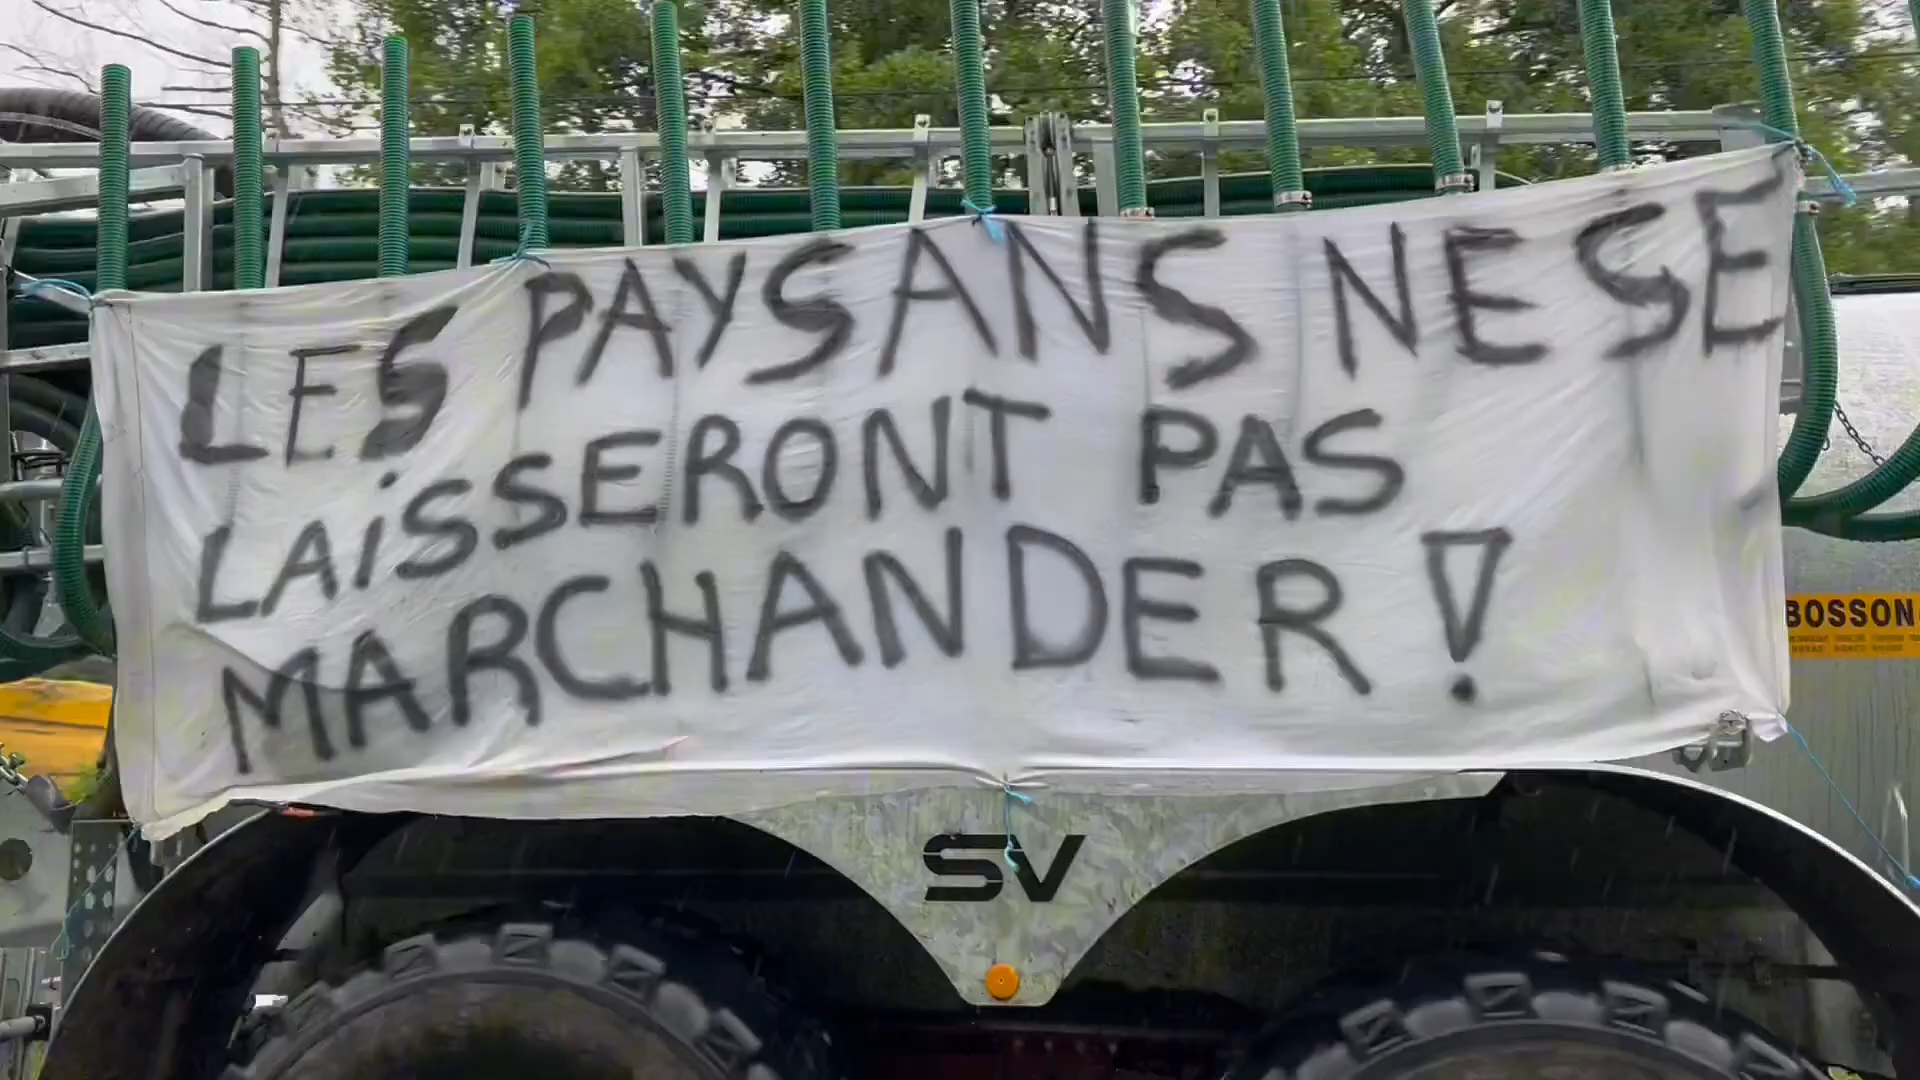 LES PAYSANS NE SE
LAiSSERONT PAS
MARCHANDER !
BOSSON
SV